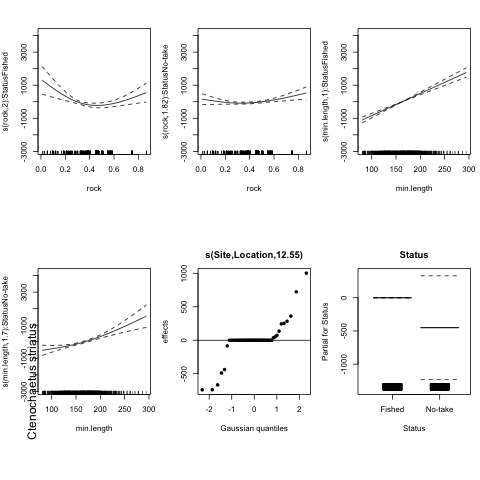 s(rock,2):StatusFished
-3000 -1000 1000 3000
0.0 0.2 0.4 0.6 0.8
rock
s(rock,1.82):StatusNo-take
-3000 -1000 1000 3000
0.0 0.2 0.4 0.6 0.8
rock
s(min.length,1):StatusFished
-3000 -1000 1000 3000
100 150 200 250 300
min.length
s(min.length,1.7):StatusNo-take
-3000 -1000 1000 3000
100 150 200 250 300
min.length
Ctenochaetus striatus
s(Site,Location,12.55)
effects
-500 0 500 1000
-2 -1 0 1 2
Gaussian quantiles
Status
Partial for Status
-1000 -500 0
Fished No-take
Status